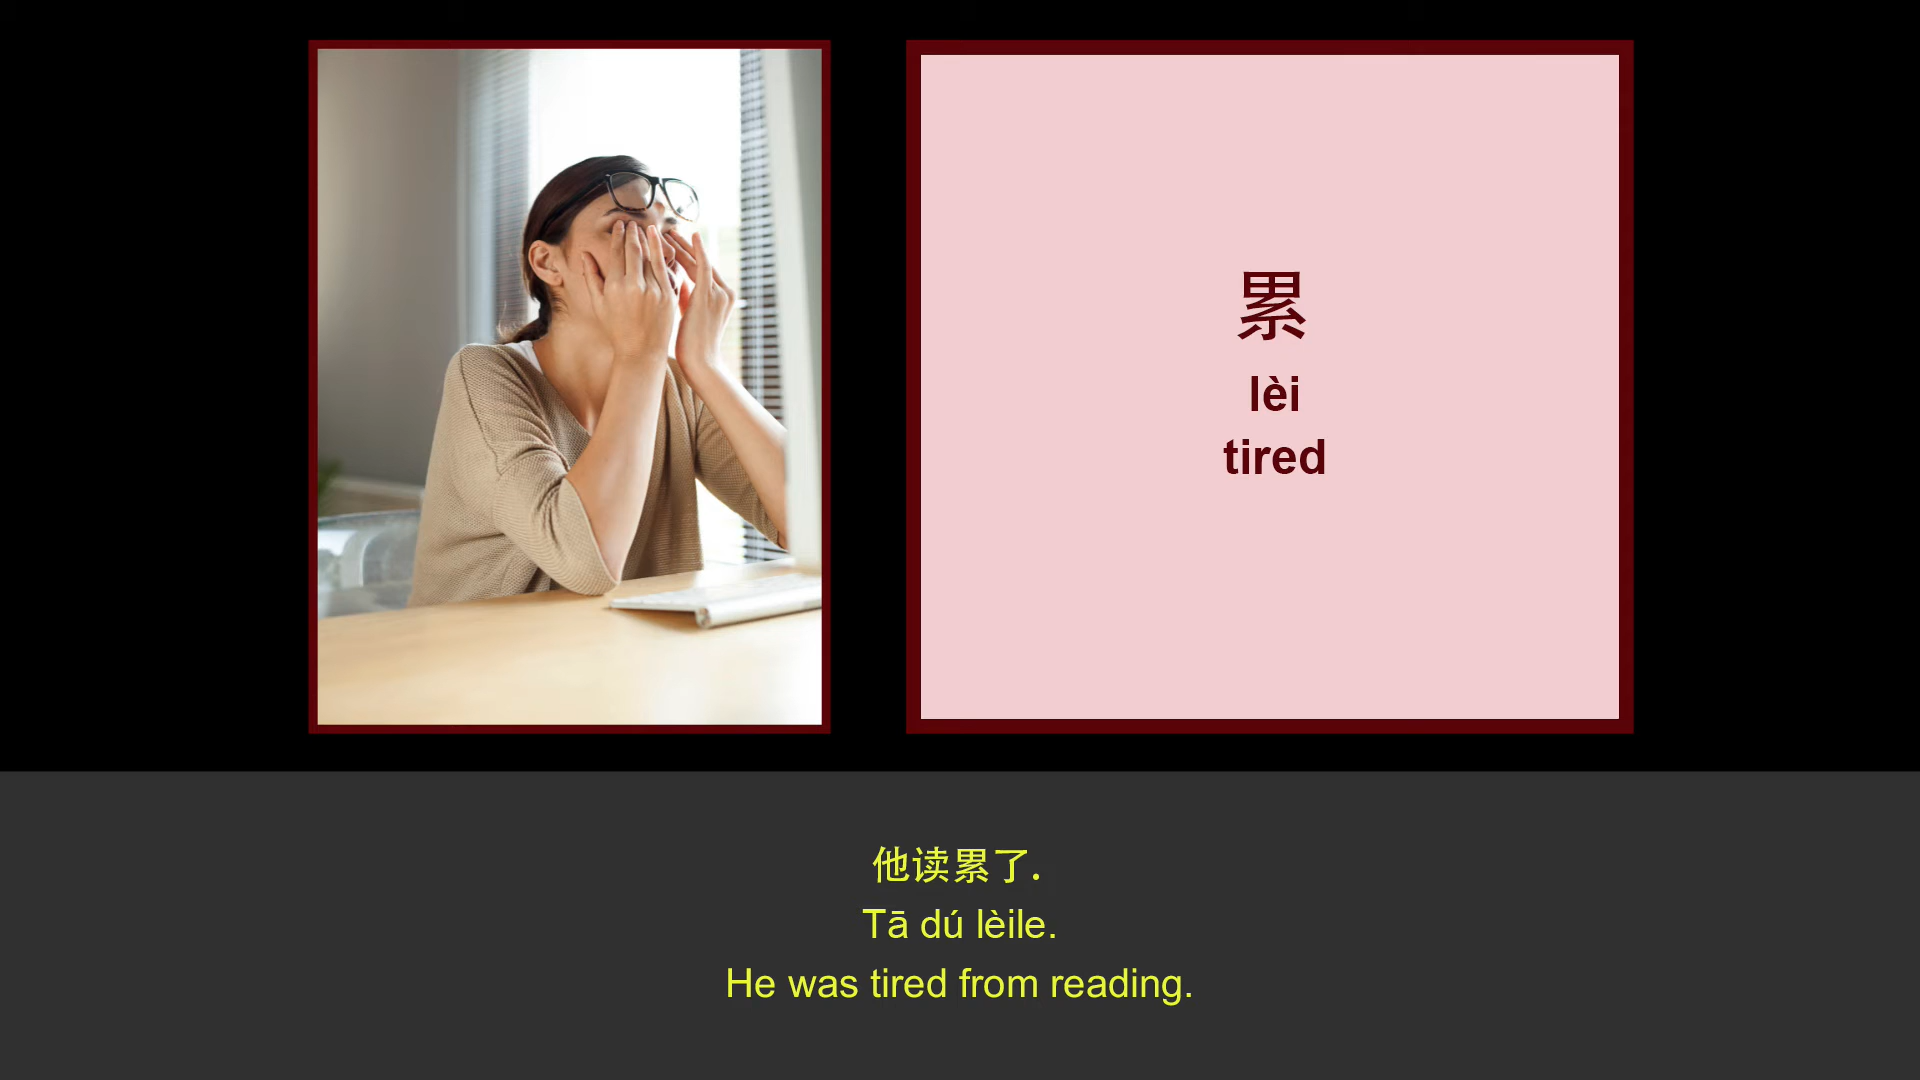 累
lèi
tired
他读累了.
Tā dú lèile.
He was tired from reading.